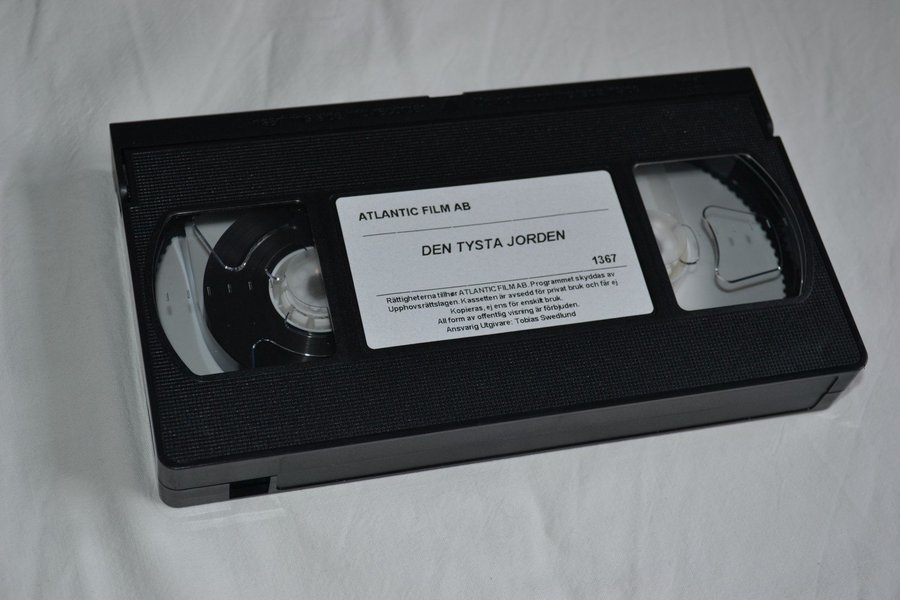 ATLANTIC FILM AB
DEN TYSTA JORDEN
1367
Rättigheterna tillhør ATLANTIC FILM AB. Programmet skyddas av
Upphovsrättslagen. Kassetten är avsedd för privat bruk och får ej
Kopieras, ej ens för enskilt bruk.
All form av offentlig visning är förbjuden.
Ansvarig Utgivare: Tobias Swedlund